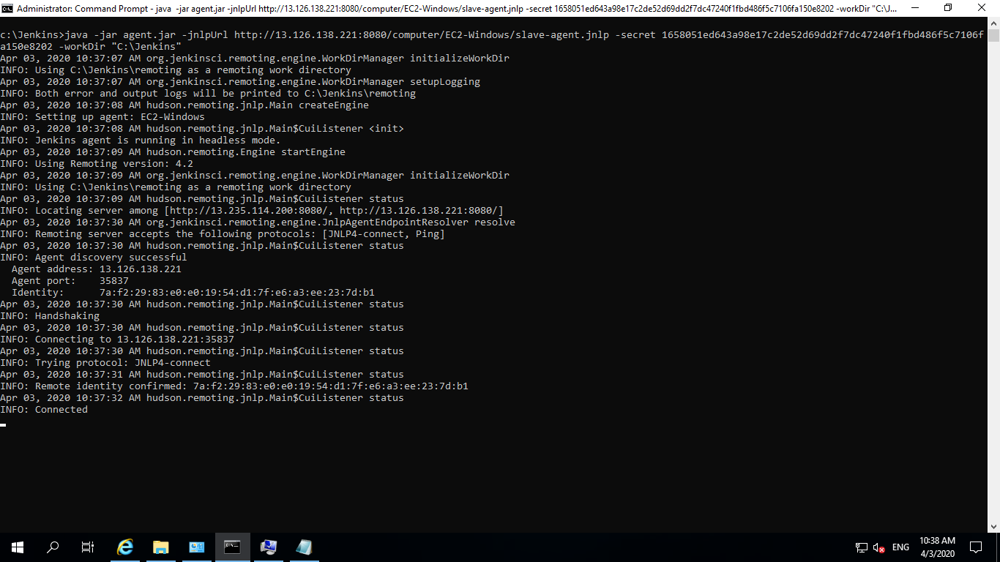 Administrator: Command Prompt - java  -jar agent.jar -jnlpUrl http://13.126.138.221:8080/computer/EC2-Windows/slave-agent.jnlp -secret 1658051ed643a98e17c2de52d69dd2f7dc47240f1fbd486f5c7106fa150e8202 -workDir "C:\J...
c:\Jenkins>java -jar agent.jar -jnlpUrl http://13.126.138.221:8080/computer/EC2-Windows/slave-agent.jnlp -secret 1658051ed643a98e17c2de52d69dd2f7dc47240f1fbd486f5c7106f
a150e8202 -workDir "C:\Jenkins"
Apr 03, 2020 10:37:07 AM org.jenkinsci.remoting.engine.WorkDirManager initializeWorkDir
INFO: Using C:\Jenkins\remoting as a remoting work directory
Apr 03, 2020 10:37:07 AM org.jenkinsci.remoting.engine.WorkDirManager setupLogging
INFO: Both error and output logs will be printed to C:\Jenkins\remoting
Apr 03, 2020 10:37:08 AM hudson.remoting.jnlp.Main createEngine
INFO: Setting up agent: EC2-Windows
Apr 03, 2020 10:37:08 AM hudson.remoting.jnlp.Main$CuiListener <init>
INFO: Jenkins agent is running in headless mode.
Apr 03, 2020 10:37:09 AM hudson.remoting.Engine startEngine
INFO: Using Remoting version: 4.2
Apr 03, 2020 10:37:09 AM org.jenkinsci.remoting.engine.WorkDirManager initializeWorkDir
INFO: Using C:\Jenkins\remoting as a remoting work directory
Apr 03, 2020 10:37:09 AM hudson.remoting.jnlp.Main$CuiListener status
INFO: Locating server among [http://13.235.114.200:8080/, http://13.126.138.221:8080/]
Apr 03, 2020 10:37:30 AM org.jenkinsci.remoting.engine.JnlpAgentEndpointResolver resolve
INFO: Remoting server accepts the following protocols: [JNLP4-connect, Ping]
Apr 03, 2020 10:37:30 AM hudson.remoting.jnlp.Main$CuiListener status
INFO: Agent discovery successful
  Agent address: 13.126.138.221
  Agent port:    35837
  Identity:      7a:f2:29:83:e0:e0:19:54:d1:7f:e6:a3:ee:23:7d:b1
Apr 03, 2020 10:37:30 AM hudson.remoting.jnlp.Main$CuiListener status
INFO: Handshaking
Apr 03, 2020 10:37:30 AM hudson.remoting.jnlp.Main$CuiListener status
INFO: Connecting to 13.126.138.221:35837
Apr 03, 2020 10:37:30 AM hudson.remoting.jnlp.Main$CuiListener status
INFO: Trying protocol: JNLP4-connect
Apr 03, 2020 10:37:31 AM hudson.remoting.jnlp.Main$CuiListener status
INFO: Remote identity confirmed: 7a:f2:29:83:e0:e0:19:54:d1:7f:e6:a3:ee:23:7d:b1
Apr 03, 2020 10:37:32 AM hudson.remoting.jnlp.Main$CuiListener status
INFO: Connected
ENG
10:38 AM
4/3/2020